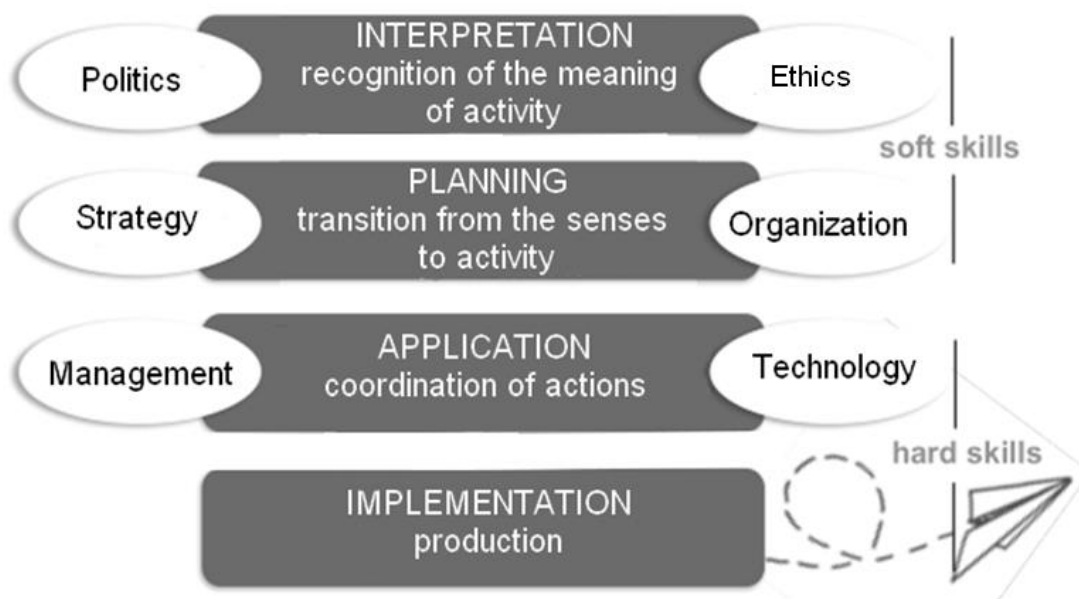 INTERPRETATION
Politics
recognition of the meaning
Ethics
of activity
soft skills
PLANNING
Strategy
transition from the senses
Organization
to activity
APPLICATION
Management
coordination of actions
Technology
hard skills
IMPLEMENTATION
production